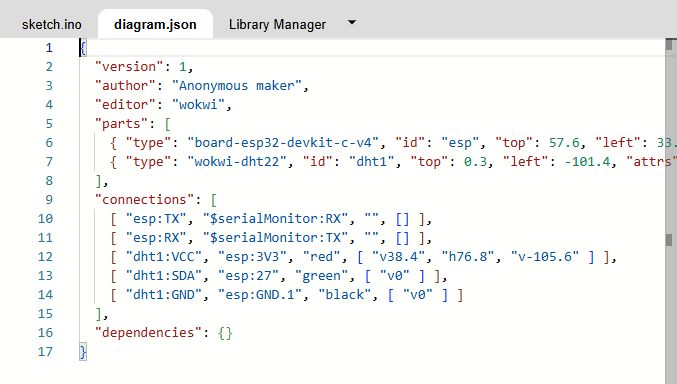 sketch.ino diagram.json Library Manager
1 {
2 "version": 1,
3 "author": "Anonymous maker",
4 "editor": "wokwi",
5 "parts": [
6 { "type": "board-esp32-devkit-c-v4", "id": "esp", "top": 57.6, "left": 33.
7 { "type": "wokwi-dht22", "id": "dht1", "top": 0.3, "left": -101.4, "attrs"
8 ],
9 "connections": [
10 [ "esp:TX", "$serialMonitor:RX", "", [] ],
11 [ "esp:RX", "$serialMonitor:TX", "", [] ],
12 [ "dht1:VCC", "esp:3V3", "red", [ "v38.4", "h76.8", "v-105.6" ] ],
13 [ "dht1:SDA", "esp:27", "green", [ "v0" ] ],
14 [ "dht1:GND", "esp:GND.1", "black", [ "v0" ] ]
15 ],
16 "dependencies": {}
17 }